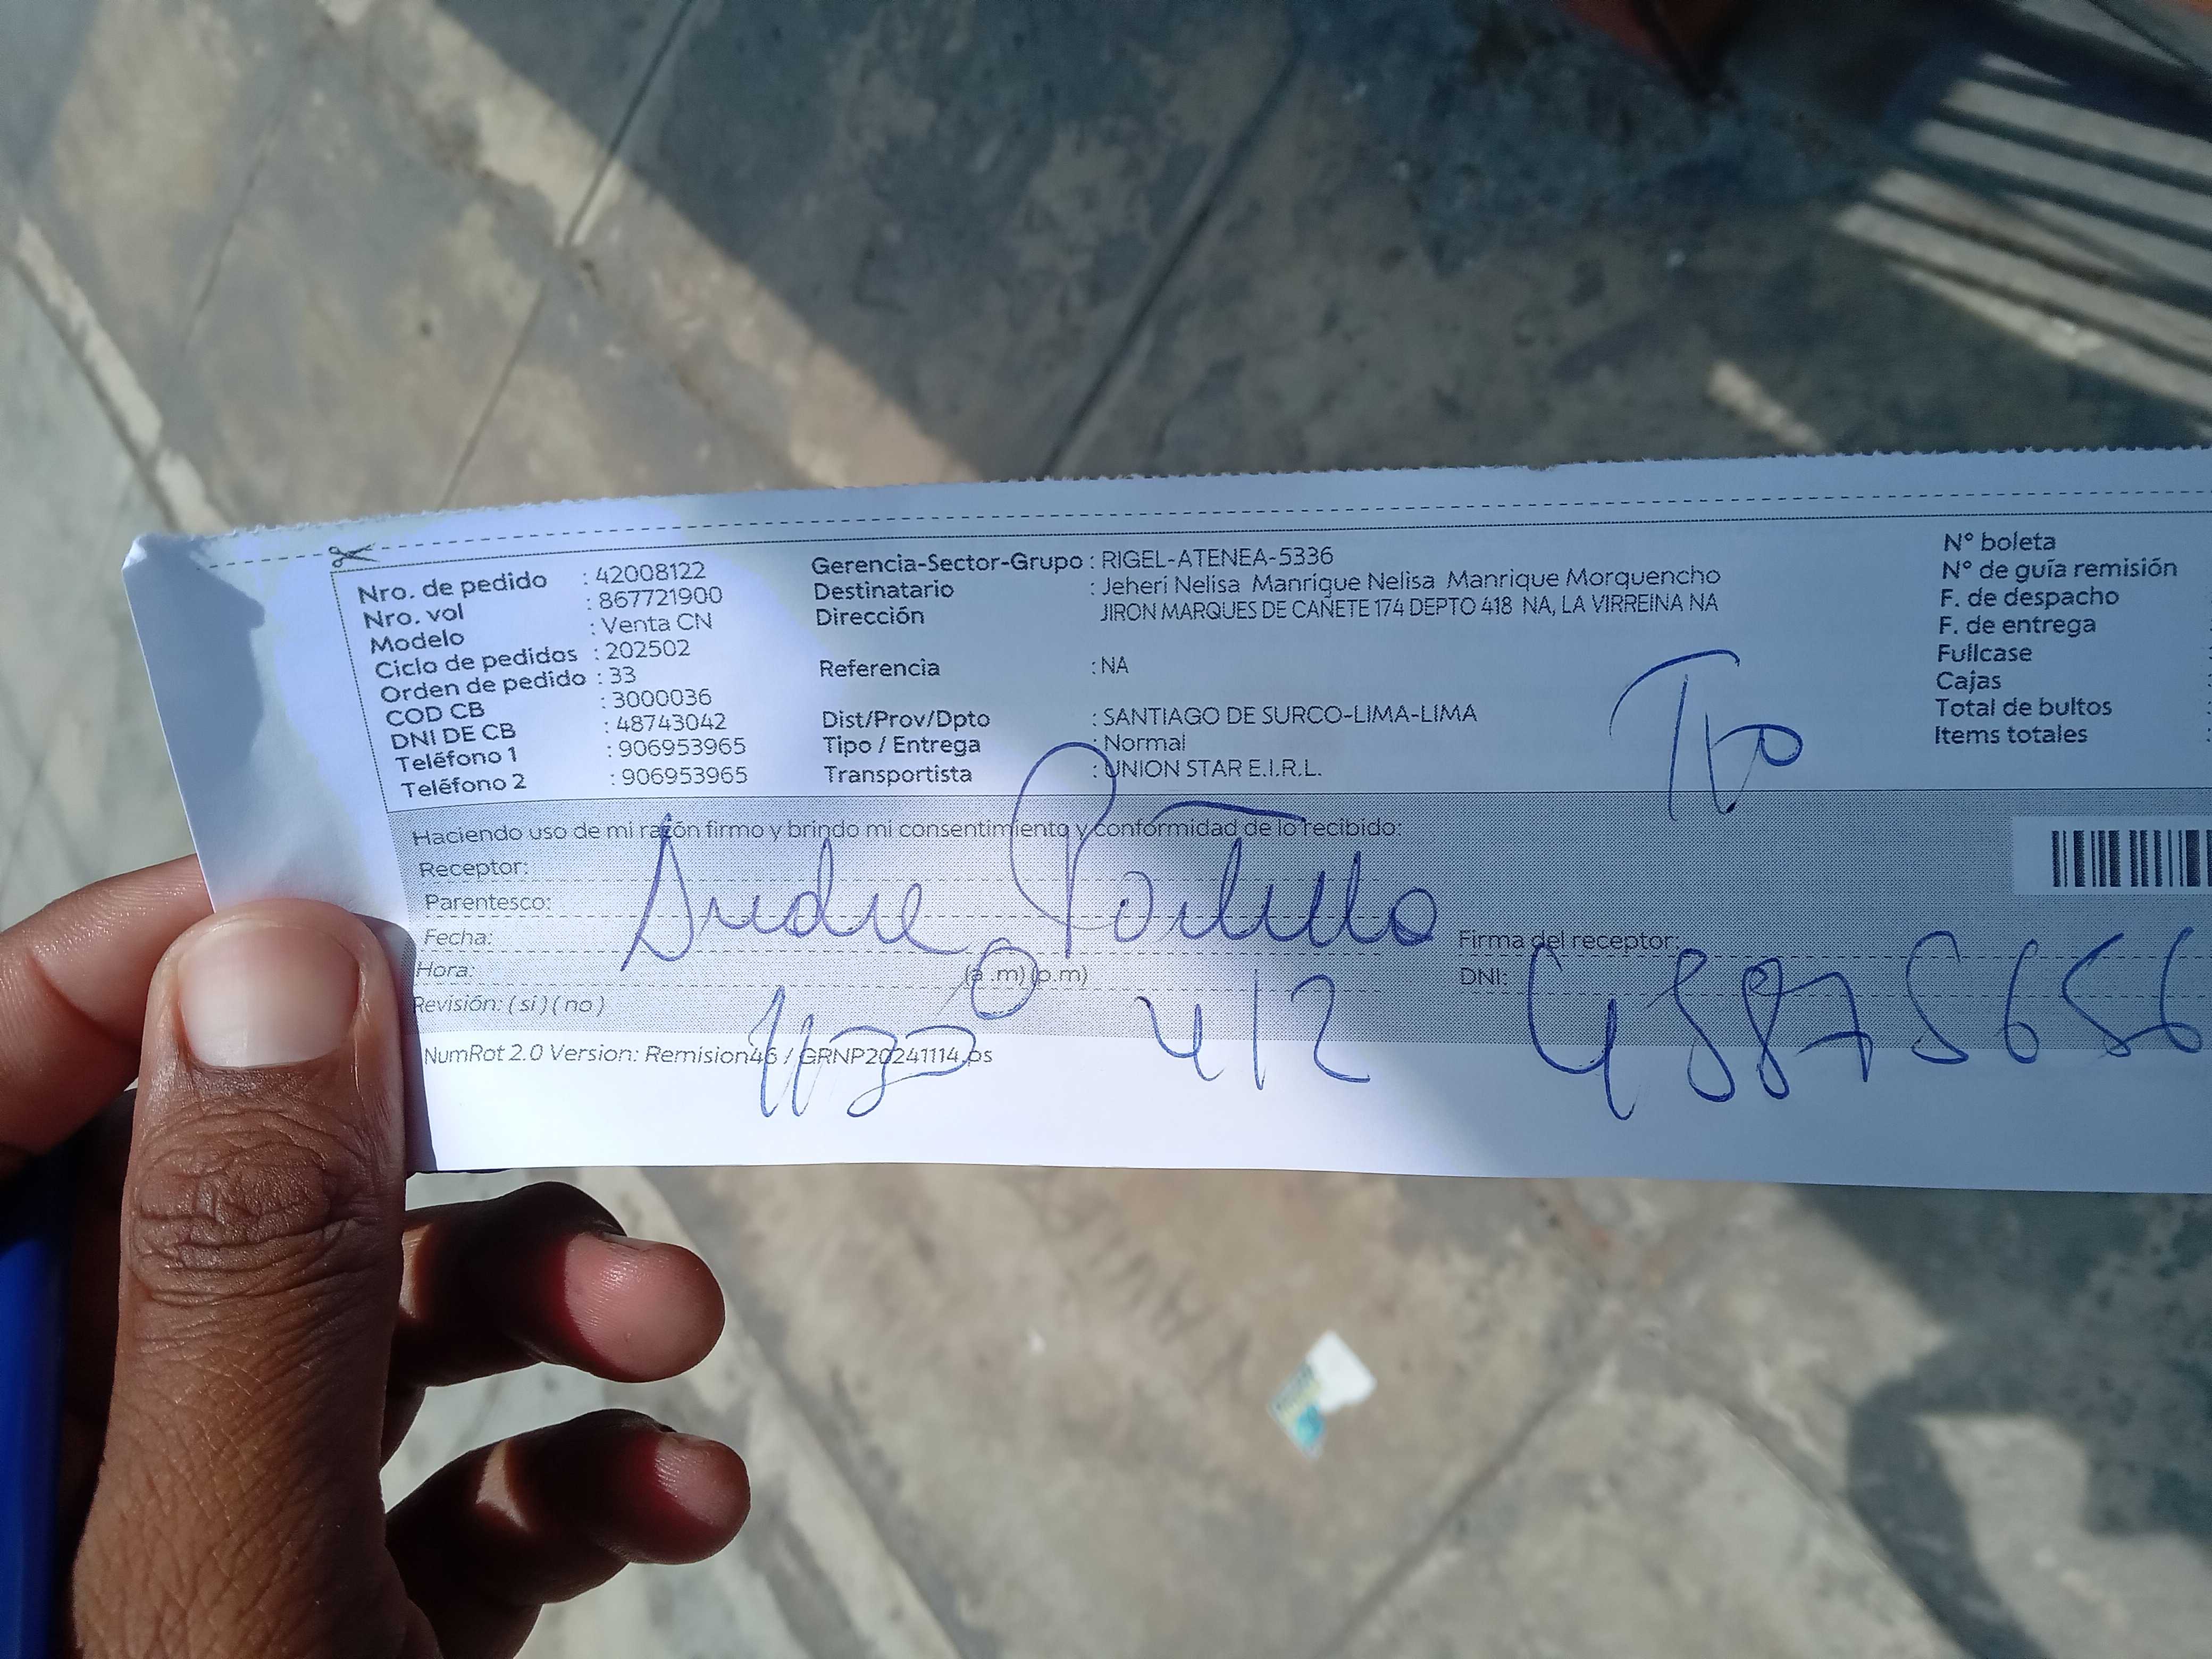 Nro. de pedido : 42008122
Nro. vol : 867721900
Modelo : Venta CN
Ciclo de pedidos : 202502
Orden de pedido : 33
COD CB : 3000036
DNI DE CB : 48743042
Teléfono 1 : 906953965
Teléfono 2 : 906953965
Gerencia-Sector-Grupo : RIGEL-ATENEA-5336
Destinatario : Jeheri Nelisa Manrique Nelisa Manrique Morquencho
Dirección JIRON MARQUES DE CAÑETE 174 DEPTO 418 NA, LA VIRREINA NA
Referencia : NA
Dist/Prov/Dpto : SANTIAGO DE SURCO-LIMA-LIMA
Tipo / Entrega : Normal
Transportista : UNION STAR E.I.R.L.
N° boleta
N° de guía remisión
F. de despacho
F. de entrega
Fullcase
Cajas
Total de bultos
Items totales
Haciendo uso de mi razón firmo y brindo mi consentimiento y conformidad de lo recibido:
Receptor:
Parentesco:
Andre Portillo
Fecha:
Hora: (a .m) (p.m)
Revisión: ( si ) ( no )
Firma del receptor:
DNI: 48875656
412
NumRot 2.0 Version: Remision46 / GRNP20241114.ps